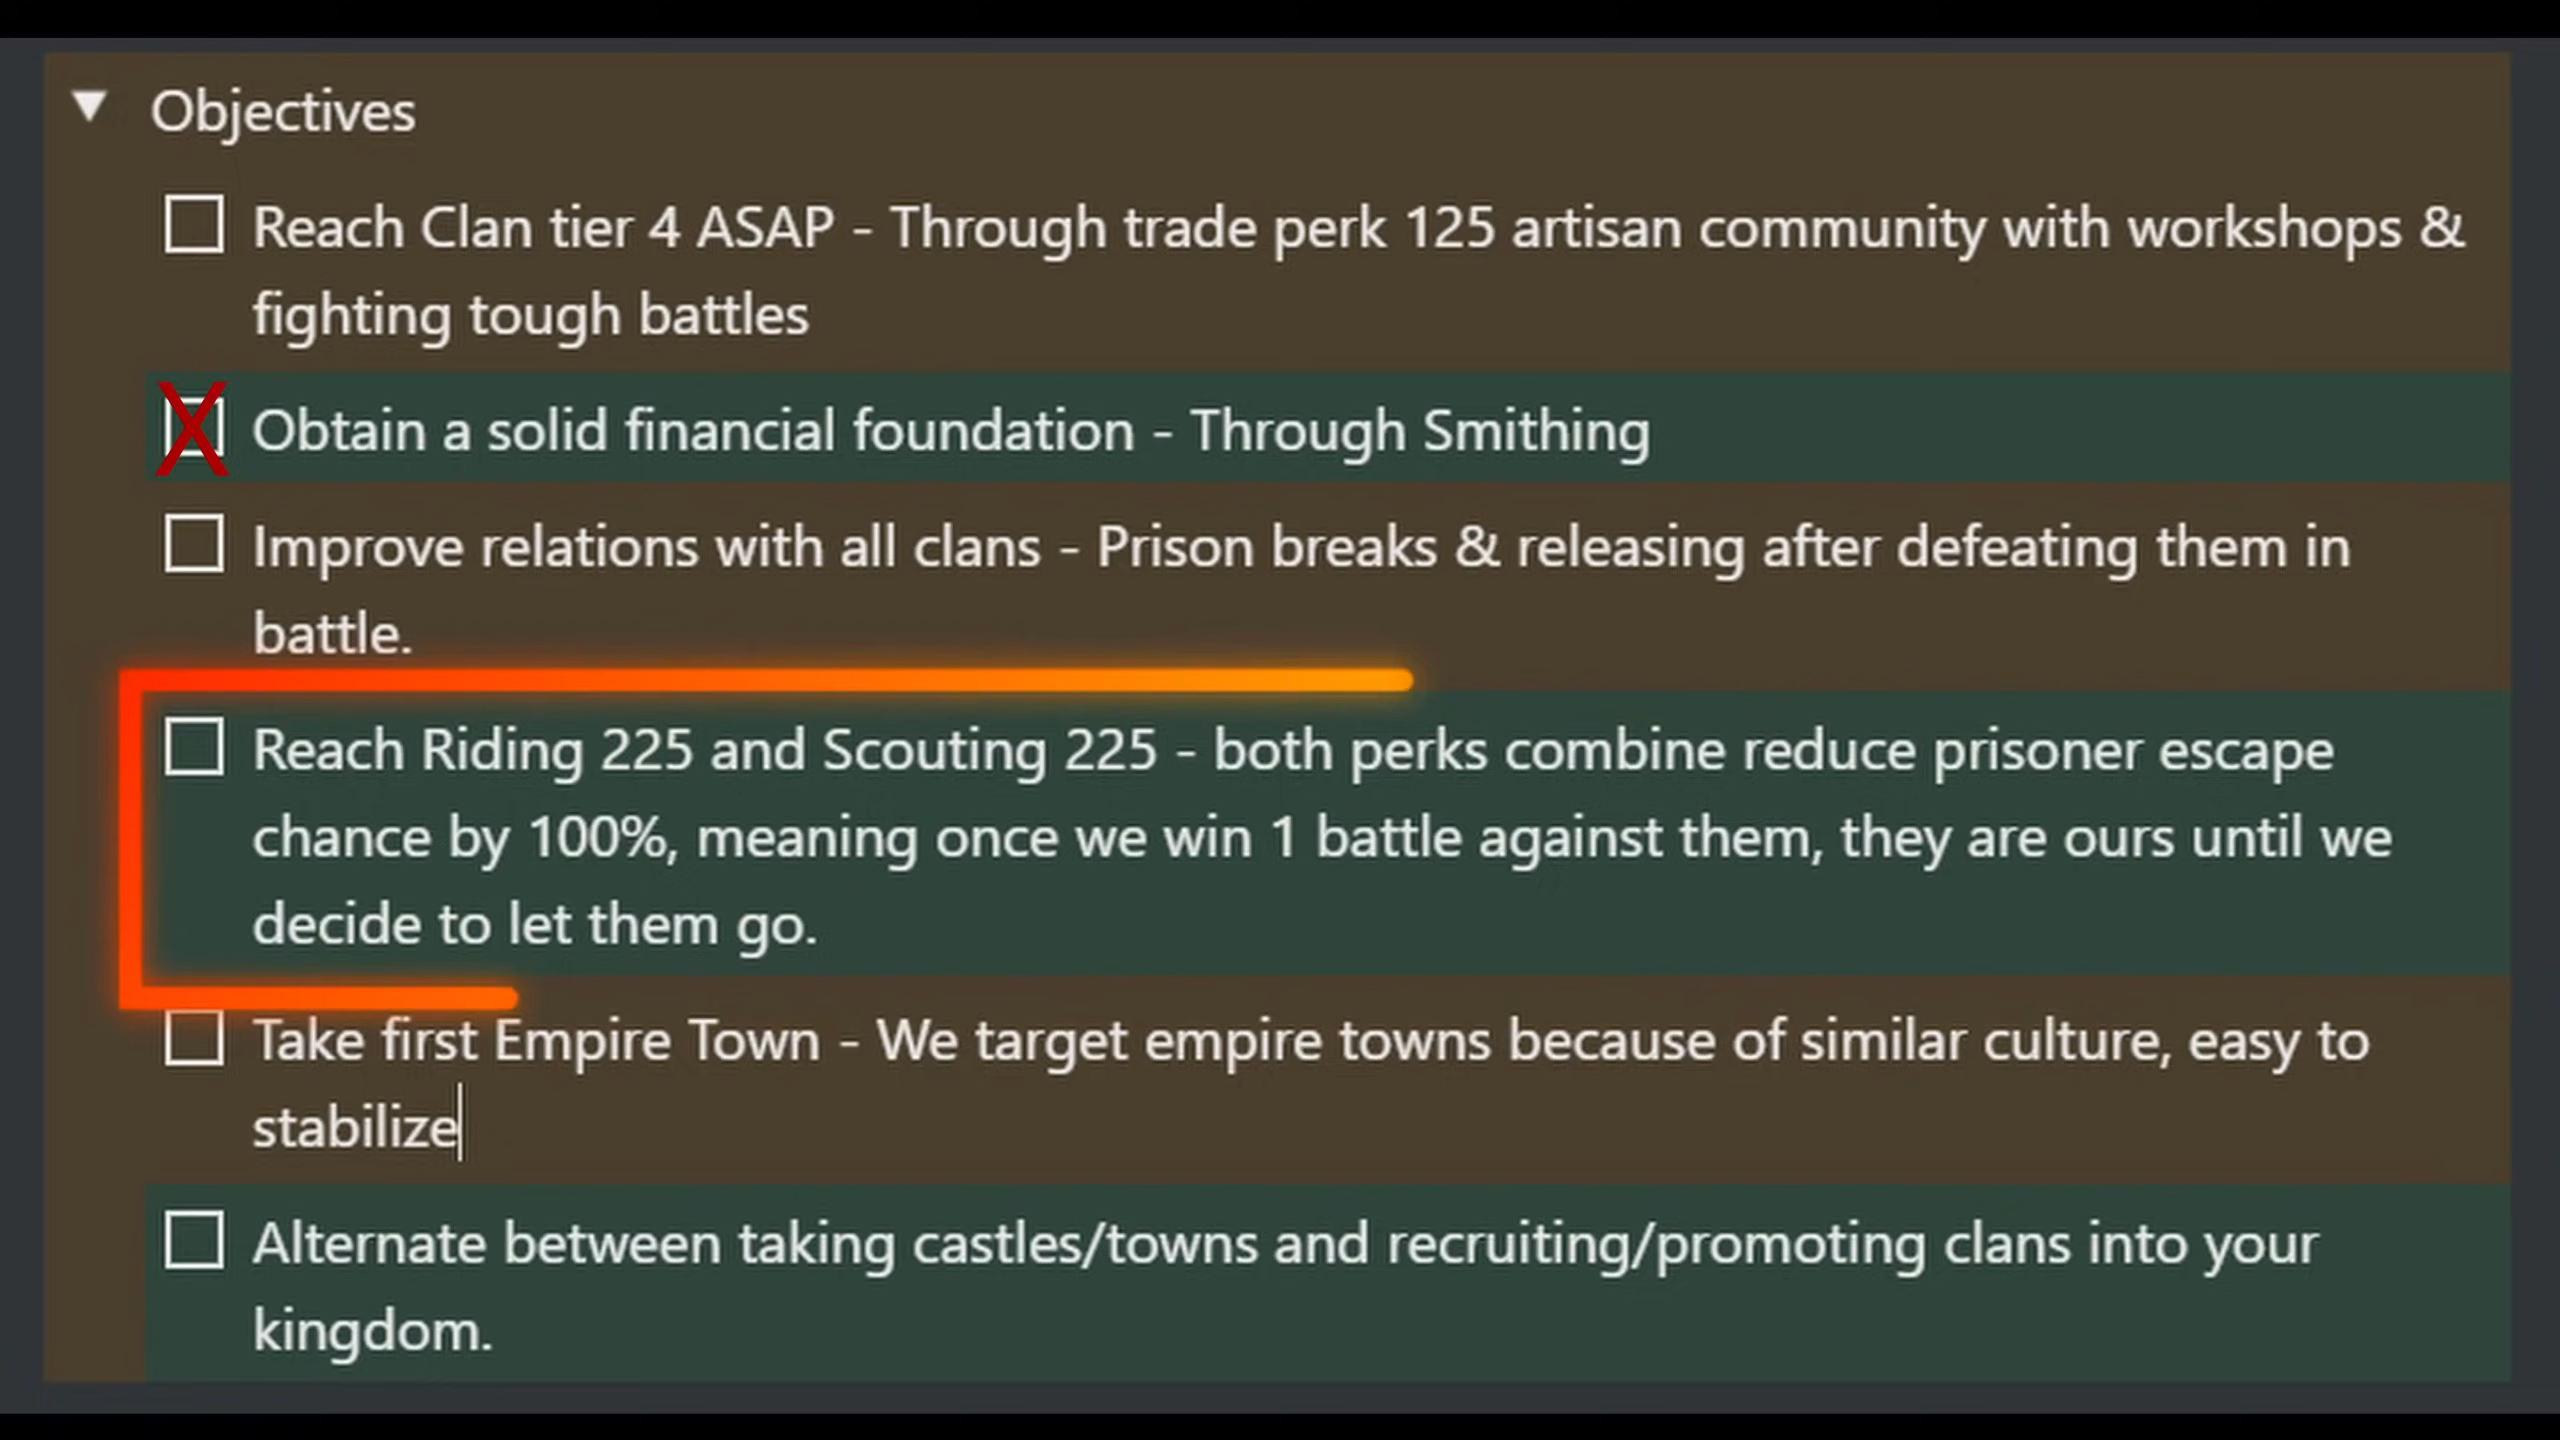 Objectives
Reach Clan tier 4 ASAP - Through trade perk 125 artisan community with workshops &
fighting tough battles
Obtain a solid financial foundation - Through Smithing
Improve relations with all clans - Prison breaks & releasing after defeating them in
battle.
Reach Riding 225 and Scouting 225 - both perks combine reduce prisoner escape
chance by 100%, meaning once we win 1 battle against them, they are ours until we
decide to let them go.
Take first Empire Town - We target empire towns because of similar culture, easy to
stabilize
Alternate between taking castles/towns and recruiting/promoting clans into your
kingdom.